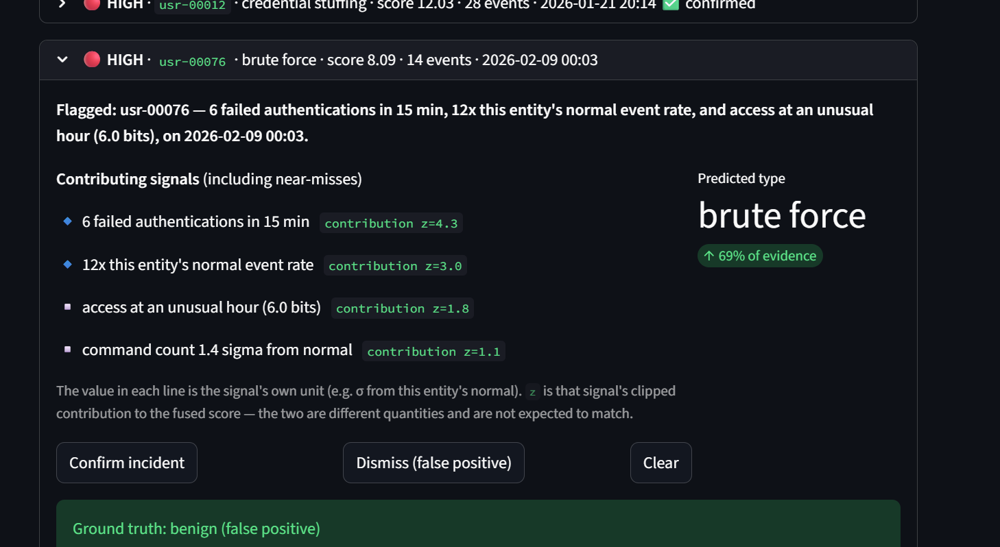 HIGH · usr-00012 · credential stuffing · score 12.03 · 28 events · 2026-01-21 20:14 ✅ confirmed
HIGH · usr-00076 · brute force · score 8.09 · 14 events · 2026-02-09 00:03
Flagged: usr-00076 — 6 failed authentications in 15 min, 12x this entity's normal event rate, and access at an unusual
hour (6.0 bits), on 2026-02-09 00:03.
Contributing signals (including near-misses)
Predicted type
6 failed authentications in 15 min contribution z=4.3
brute force
12x this entity's normal event rate contribution z=3.0
↑ 69% of evidence
access at an unusual hour (6.0 bits) contribution z=1.8
command count 1.4 sigma from normal contribution z=1.1
The value in each line is the signal's own unit (e.g. σ from this entity's normal). z is that signal's clipped
contribution to the fused score — the two are different quantities and are not expected to match.
Confirm incident
Dismiss (false positive)
Clear
Ground truth: benign (false positive)